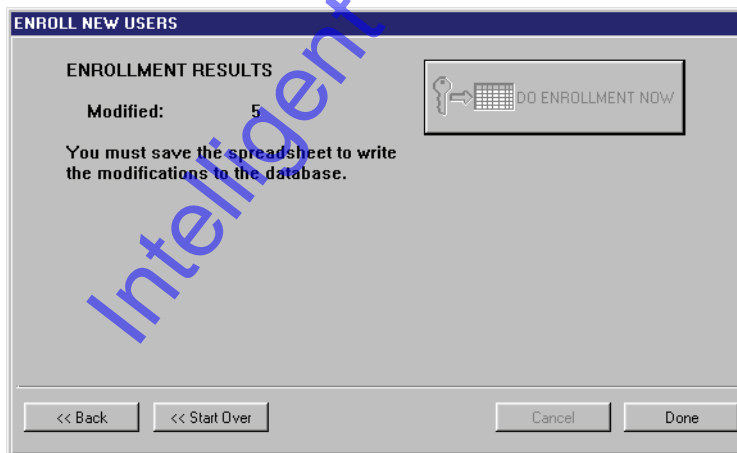 ENROLL NEW USERS
ENROLLMENT RESULTS
Modified: 5
You must save the spreadsheet to write
the modifications to the database.
DO ENROLLMENT NOW
<< Back
<< Start Over
Cancel
Done
Intelligent